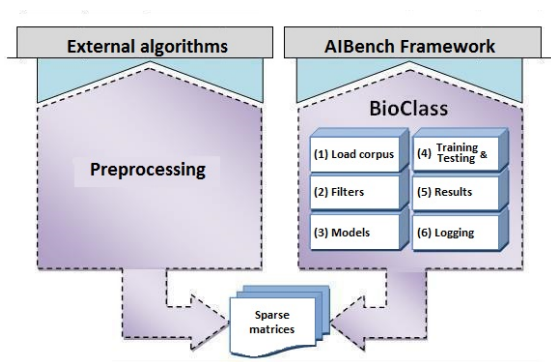 External algorithms
AIBench Framework
Preprocessing
BioClass
(1) Load corpus
(2) Filters
(3) Models
(4) Training
Testing &
(5) Results
(6) Logging
Sparse
matrices